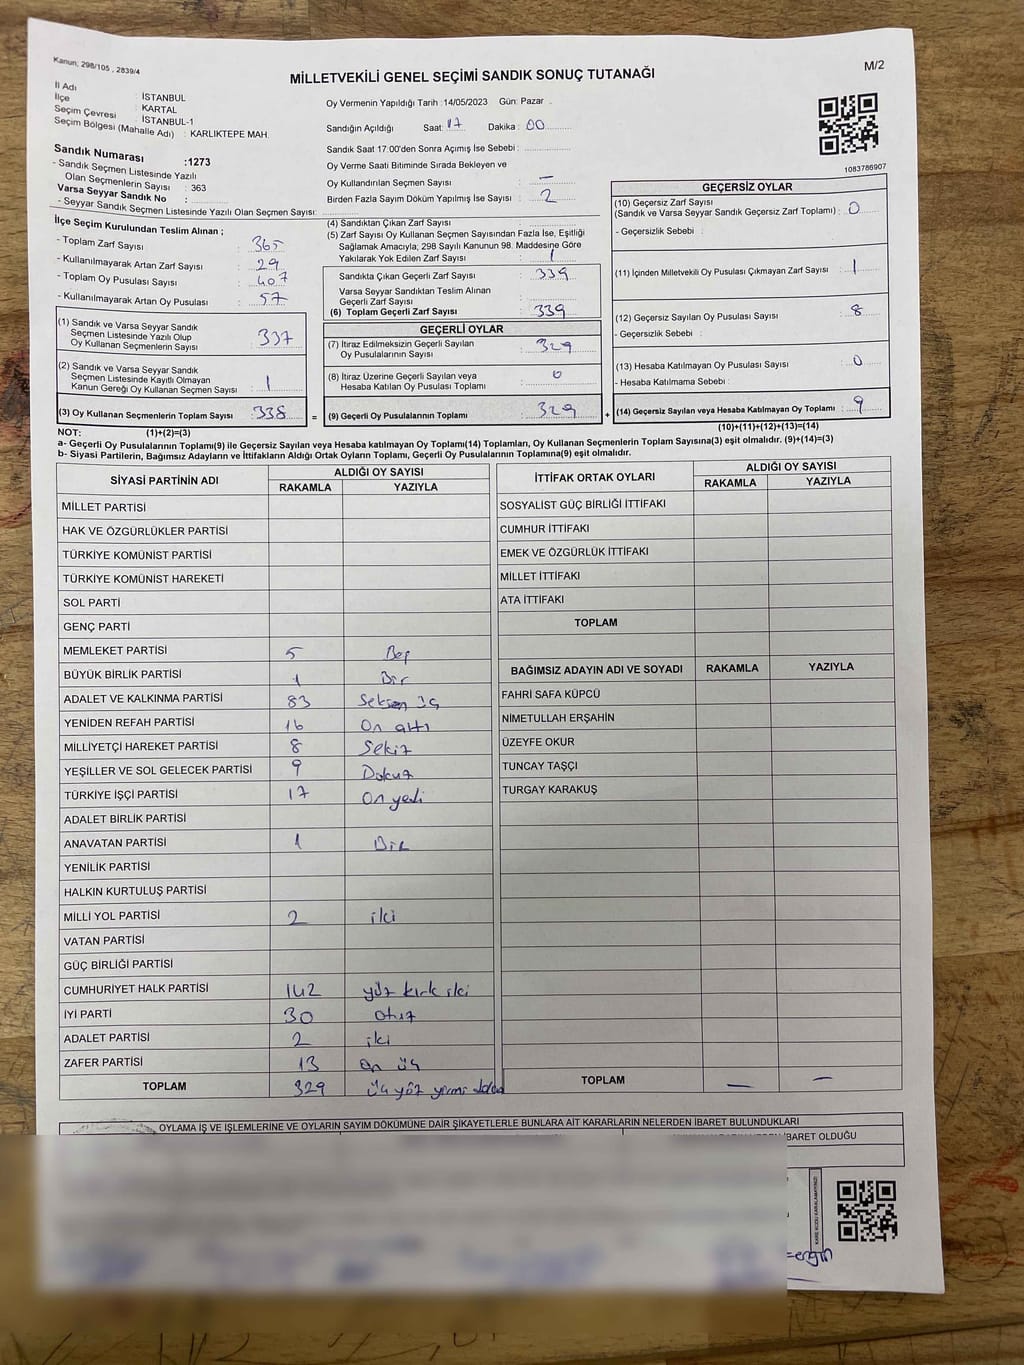 Kanun: 298/105 , 2839/4
M/2
MİLLETVEKİLİ GENEL SEÇİMİ SANDIK SONUÇ TUTANAĞI
İl Adı : İSTANBUL
İlçe : KARTAL
Seçim Çevresi : İSTANBUL-1
Seçim Bölgesi (Mahalle Adı) : KARLIKTEPE MAH.
Sandık Numarası :1273
- Sandık Seçmen Listesinde Yazılı
Olan Seçmenlerin Sayısı : 363
Varsa Seyyar Sandık No :
- Seyyar Sandık Seçmen Listesinde Yazılı Olan Seçmen Sayısı:
Oy Vermenin Yapıldığı Tarih :14/05/2023 Gün: Pazar
Sandığın Açıldığı Saat: 17 Dakika : 00
Sandık Saat 17:00'den Sonra Açımış İse Sebebi :
Oy Verme Saati Bitiminde Sırada Bekleyen ve
Oy Kullandırılan Seçmen Sayısı : –
Birden Fazla Sayım Döküm Yapılmış İse Sayısı : 2
1083786907
İlçe Seçim Kurulundan Teslim Alınan ;
- Toplam Zarf Sayısı : 365
- Kullanılmayarak Artan Zarf Sayısı : 29
- Toplam Oy Pusulası Sayısı : 407
- Kullanılmayarak Artan Oy Pusulası : 57
(1) Sandık ve Varsa Seyyar Sandık
Seçmen Listesinde Yazılı Olup
Oy Kullanan Seçmenlerin Sayısı : 337
(2) Sandık ve Varsa Seyyar Sandık
Seçmen Listesinde Kayıtlı Olmayan
Kanun Gereği Oy Kullanan Seçmen Sayısı : 1
(3) Oy Kullanan Seçmenlerin Toplam Sayısı : 338 =
(4) Sandıktan Çıkan Zarf Sayısı :
(5) Zarf Sayısı Oy Kullanan Seçmen Sayısından Fazla İse, Eşitliği
Sağlamak Amacıyla; 298 Sayılı Kanunun 98. Maddesine Göre
Yakılarak Yok Edilen Zarf Sayısı : 1
Sandıkta Çıkan Geçerli Zarf Sayısı : 339
Varsa Seyyar Sandıktan Teslim Alınan
Geçerli Zarf Sayısı :
(6) Toplam Geçerli Zarf Sayısı : 339
GEÇERLİ OYLAR
(7) İtiraz Edilmeksizin Geçerli Sayılan
Oy Pusulalarının Sayısı : 329
(8) İtiraz Üzerine Geçerli Sayılan veya
Hesaba Katılan Oy Pusulası Toplamı : 0
(9) Geçerli Oy Pusulalarının Toplamı : 329 +
GEÇERSİZ OYLAR
(10) Geçersiz Zarf Sayısı
(Sandık ve Varsa Seyyar Sandık Geçersiz Zarf Toplamı) : 0
- Geçersizlik Sebebi :
(11) İçinden Milletvekili Oy Pusulası Çıkmayan Zarf Sayısı : 1
(12) Geçersiz Sayılan Oy Pusulası Sayısı : 8
- Geçersizlik Sebebi :
(13) Hesaba Katılmayan Oy Pusulası Sayısı : 0
- Hesaba Katılmama Sebebi :
(14) Geçersiz Sayılan veya Hesaba Katılmayan Oy Toplamı : 9
(10)+(11)+(12)+(13)=(14)
NOT: (1)+(2)=(3)
a- Geçerli Oy Pusulalarının Toplamı(9) ile Geçersiz Sayılan veya Hesaba katılmayan Oy Toplamı(14) Toplamları, Oy Kullanan Seçmenlerin Toplam Sayısına(3) eşit olmalıdır. (9)+(14)=(3)
b- Siyasi Partilerin, Bağımsız Adayların ve İttifakların Aldığı Ortak Oyların Toplamı, Geçerli Oy Pusulalarının Toplamına(9) eşit olmalıdır.
SİYASİ PARTİNİN ADI ALDIĞI OY SAYISI
RAKAMLA YAZIYLA
MİLLET PARTİSİ
HAK VE ÖZGÜRLÜKLER PARTİSİ
TÜRKİYE KOMÜNİST PARTİSİ
TÜRKİYE KOMÜNİST HAREKETİ
SOL PARTİ
GENÇ PARTİ
MEMLEKET PARTİSİ 5 Beş
BÜYÜK BİRLİK PARTİSİ 1 Bir
ADALET VE KALKINMA PARTİSİ 83 Seksen üç
YENİDEN REFAH PARTİSİ 16 On altı
MİLLİYETÇİ HAREKET PARTİSİ 8 Sekiz
YEŞİLLER VE SOL GELECEK PARTİSİ 9 Dokuz
TÜRKİYE İŞÇİ PARTİSİ 17 On yedi
ADALET BİRLİK PARTİSİ
ANAVATAN PARTİSİ 1 Bir
YENİLİK PARTİSİ
HALKIN KURTULUŞ PARTİSİ
MİLLİ YOL PARTİSİ 2 iki
VATAN PARTİSİ
GÜÇ BİRLİĞİ PARTİSİ
CUMHURİYET HALK PARTİSİ 142 yüz kırk iki
İYİ PARTİ 30 otuz
ADALET PARTİSİ 2 iki
ZAFER PARTİSİ 13 on üç
TOPLAM 329 üç yüz yirmi dokuz
İTTİFAK ORTAK OYLARI ALDIĞI OY SAYISI
RAKAMLA YAZIYLA
SOSYALİST GÜÇ BİRLİĞİ İTTİFAKI
CUMHUR İTTİFAKI
EMEK VE ÖZGÜRLÜK İTTİFAKI
MİLLET İTTİFAKI
ATA İTTİFAKI
TOPLAM
BAĞIMSIZ ADAYIN ADI VE SOYADI RAKAMLA YAZIYLA
FAHRİ SAFA KÜPCÜ
NİMETULLAH ERŞAHİN
ÜZEYFE OKUR
TUNCAY TAŞÇI
TURGAY KARAKUŞ
TOPLAM – –
OYLAMA İŞ VE İŞLEMLERİNE VE OYLARIN SAYIM DÖKÜMÜNE DAİR ŞİKAYETLERLE BUNLARA AİT KARARLARIN NELERDEN İBARET BULUNDUKLARI
İBARET OLDUĞU
KARE KODU KARALAMAYINIZ!